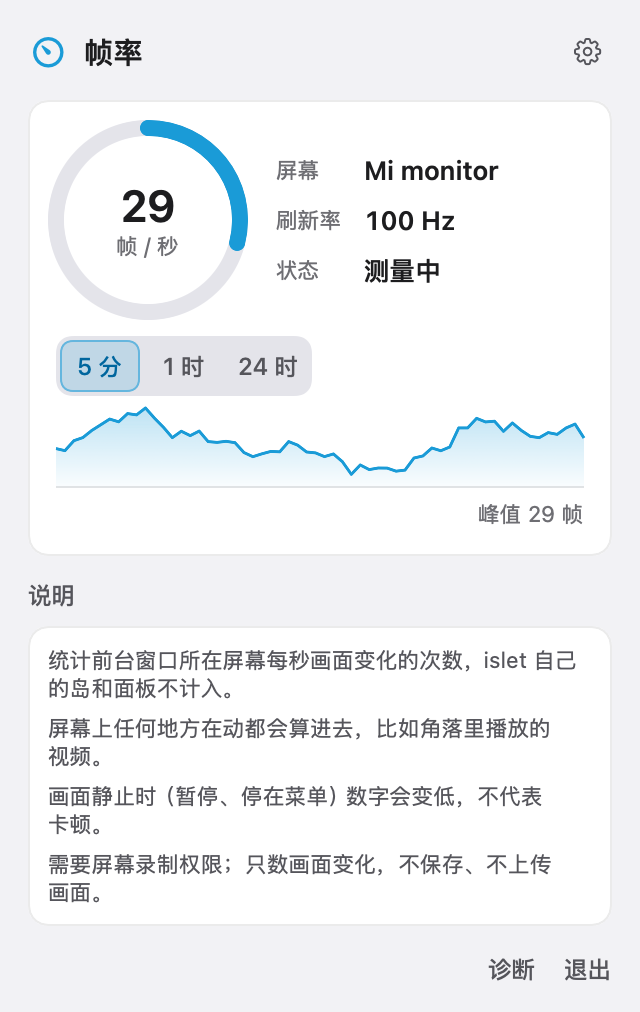 帧率
29
帧 / 秒
屏幕 Mi monitor
刷新率 100 Hz
状态 测量中
5 分 1 时 24 时
峰值 29 帧
说明
统计前台窗口所在屏幕每秒画面变化的次数，islet 自己
的岛和面板不计入。
屏幕上任何地方在动都会算进去，比如角落里播放的
视频。
画面静止时（暂停、停在菜单）数字会变低，不代表
卡顿。
需要屏幕录制权限；只数画面变化，不保存、不上传
画面。
诊断 退出